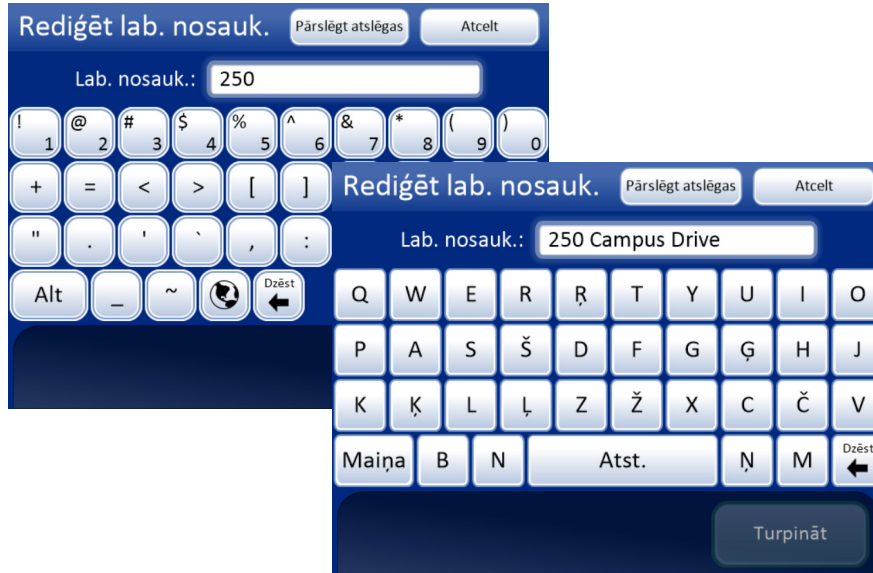 Rediģēt lab. nosauk. Pārslēgt atslēgas Atcelt
Lab. nosauk.: 250
! 1 @ 2 # 3 $ 4 % 5 ^ 6 & 7 * 8 ( 9 ) 0
+ = < > [ ]
" . ' ` , :
Alt _ ~ Dzēst
Rediģēt lab. nosauk. Pārslēgt atslēgas Atcelt
Lab. nosauk.: 250 Campus Drive
Q W E R Ŗ T Y U I O
P A S Š D F G Ģ H J
K Ķ L Ļ Z Ž X C Č V
Maiņa B N Atst. Ņ M Dzēst
Turpināt